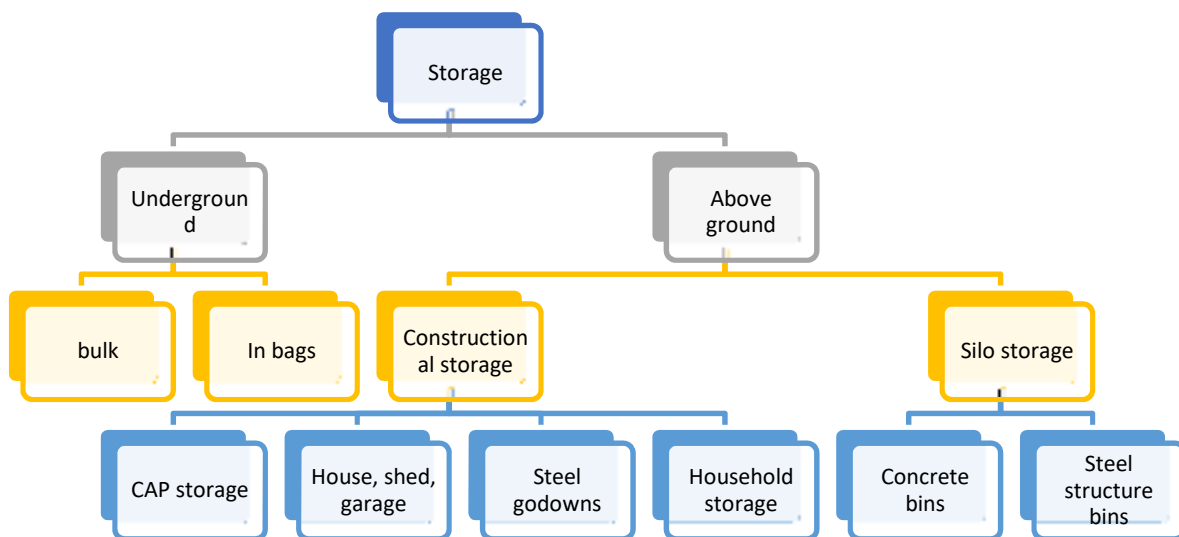 Storage
Undergroun
d
Above
ground
bulk
In bags
Construction
al storage
Silo storage
CAP storage
House, shed,
garage
Steel
godowns
Household
storage
Concrete
bins
Steel
structure
bins